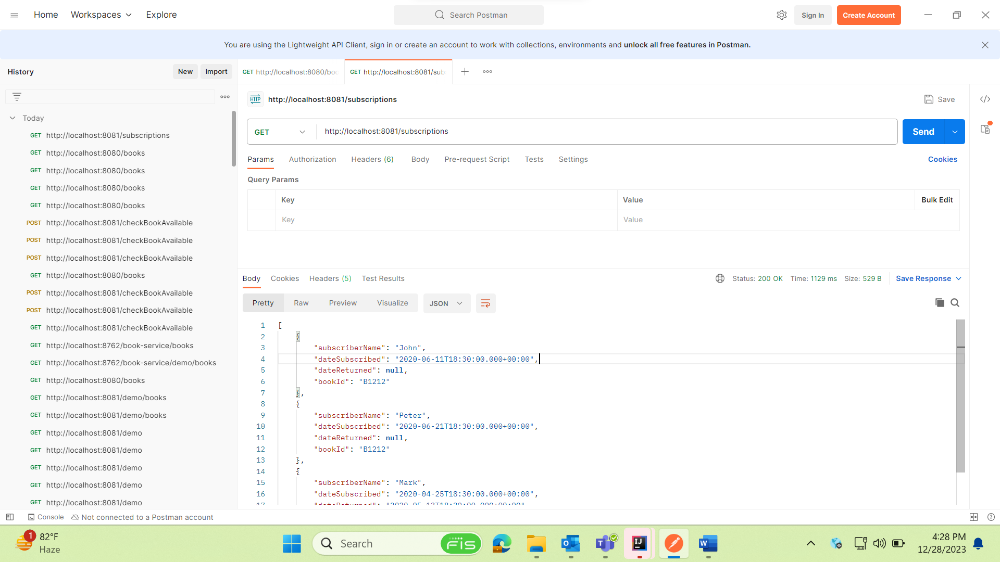 Home Workspaces Explore Search Postman Sign In Create Account
You are using the Lightweight API Client, sign in or create an account to work with collections, environments and unlock all free features in Postman.
History New Import
GET http://localhost:8080/boo GET http://localhost:8081/sub
HTTP http://localhost:8081/subscriptions Save
Today
GET http://localhost:8081/subscriptions
GET http://localhost:8080/books
GET http://localhost:8080/books
GET http://localhost:8080/books
GET http://localhost:8080/books
POST http://localhost:8081/checkBookAvailable
POST http://localhost:8081/checkBookAvailable
POST http://localhost:8081/checkBookAvailable
GET http://localhost:8080/books
POST http://localhost:8081/checkBookAvailable
POST http://localhost:8081/checkBookAvailable
GET http://localhost:8081/checkBookAvailable
GET http://localhost:8762/book-service/books
GET http://localhost:8762/book-service/demo/books
GET http://localhost:8080/books
GET http://localhost:8081/demo/books
GET http://localhost:8081/demo/books
GET http://localhost:8081/demo
GET http://localhost:8081/demo
GET http://localhost:8081/demo
GET http://localhost:8081/demo
GET http://localhost:8081/demo
GET http://localhost:8081/subscriptions Send
Params Authorization Headers (6) Body Pre-request Script Tests Settings Cookies
Query Params
Key Value Bulk Edit
Key Value
Body Cookies Headers (5) Test Results Status: 200 OK Time: 1129 ms Size: 529 B Save Response
Pretty Raw Preview Visualize JSON
1 [
2 {
3 "subscriberName": "John",
4 "dateSubscribed": "2020-06-11T18:30:00.000+00:00",
5 "dateReturned": null,
6 "bookId": "B1212"
7 },
8 {
9 "subscriberName": "Peter",
10 "dateSubscribed": "2020-06-21T18:30:00.000+00:00",
11 "dateReturned": null,
12 "bookId": "B1212"
13 },
14 {
15 "subscriberName": "Mark",
16 "dateSubscribed": "2020-04-25T18:30:00.000+00:00",
17 "dateReturned": "2020-05-13T18:30:00.000+00:00"
Console Not connected to a Postman account
1 82°F
Haze
Search fis
4:28 PM
12/28/2023